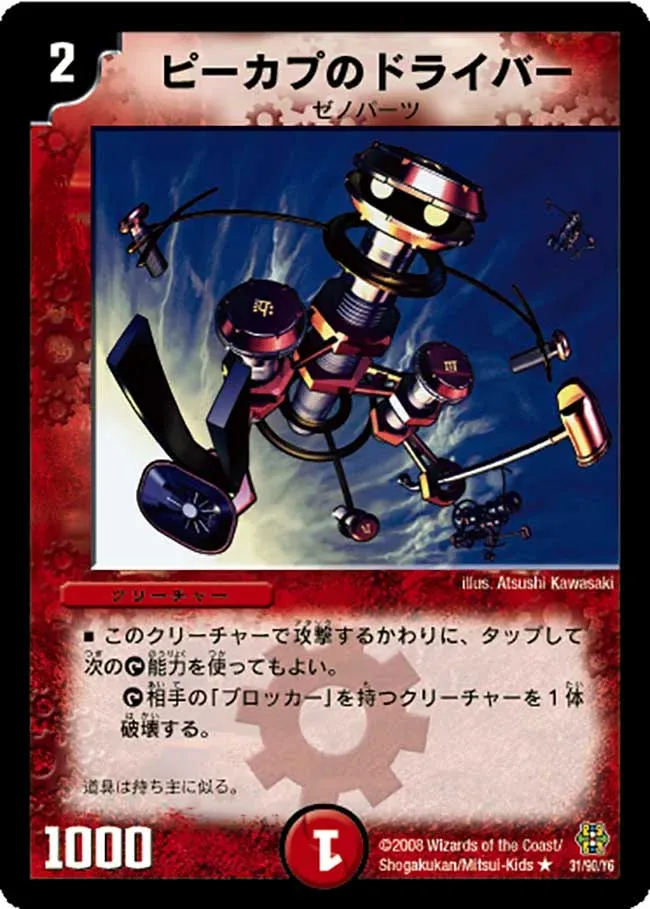 2
ピーカプのドライバー
ゼノパーツ
illus. Atsushi Kawasaki
クリーチャー
■ このクリーチャーで攻撃するかわりに、タップして
次の能力を使ってもよい。
相手の「ブロッカー」を持つクリーチャーを1体
破壊する。
道具は持ち主に似る。
1000
1
©2008 Wizards of the Coast/
Shogakukan/Mitsui-Kids ★
31/90/Y6